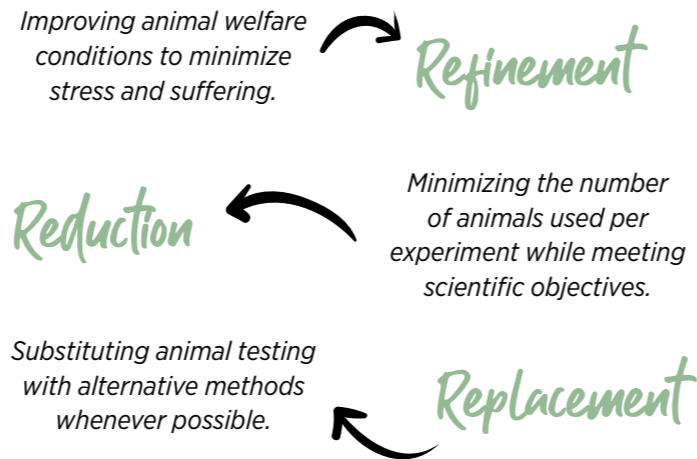 Improving animal welfare
conditions to minimize
stress and suffering.
Refinement
Reduction
Minimizing the number
of animals used per
experiment while meeting
scientific objectives.
Substituting animal testing
with alternative methods
whenever possible.
Replacement